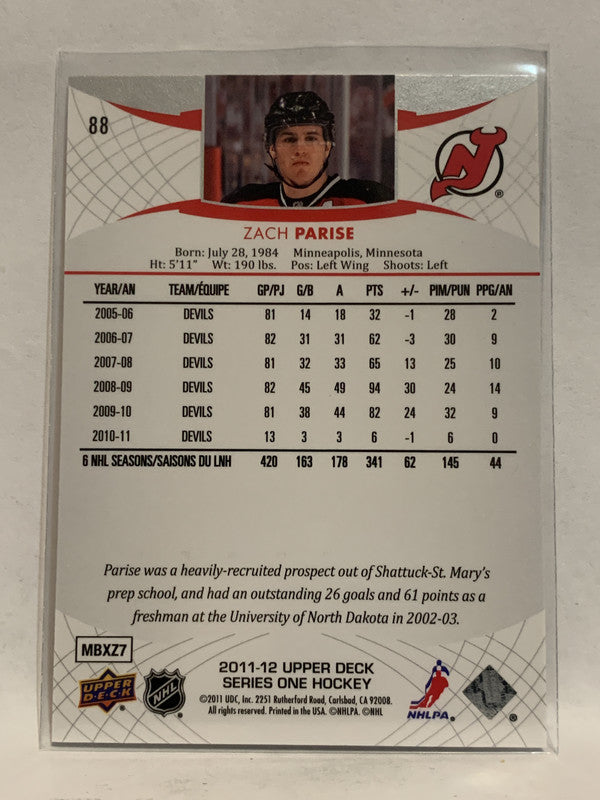 88
NJ
®
ZACH PARISE
Born: July 28, 1984 Minneapolis, Minnesota
Ht: 5'11" Wt: 190 lbs. Pos: Left Wing Shoots: Left
YEAR/AN TEAM/ÉQUIPE GP/PJ G/B A PTS +/- PIM/PUN PPG/AN
2005-06 DEVILS 81 14 18 32 -1 28 2
2006-07 DEVILS 82 31 31 62 -3 30 9
2007-08 DEVILS 81 32 33 65 13 25 10
2008-09 DEVILS 82 45 49 94 30 24 14
2009-10 DEVILS 81 38 44 82 24 32 9
2010-11 DEVILS 13 3 3 6 -1 6 0
6 NHL SEASONS/SAISONS DU LNH 420 163 178 341 62 145 44
Parise was a heavily-recruited prospect out of Shattuck-St. Mary's
prep school, and had an outstanding 26 goals and 61 points as a
freshman at the University of North Dakota in 2002-03.
MBXZ7
2011-12 UPPER DECK
SERIES ONE HOCKEY
UPPER
DECK
NHL
©2011 UDC, Inc. 2251 Rutherford Road, Carlsbad, CA 92008.
All rights reserved. Printed in the USA. ©NHLPA. ©NHL
NHLPA.
®